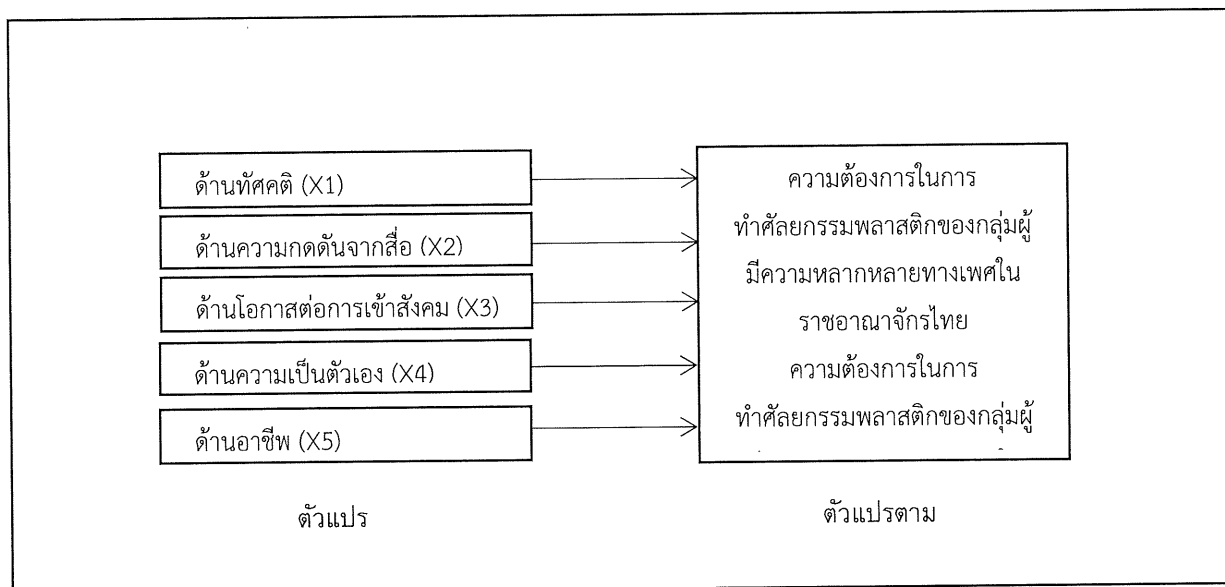 ด้านทัศคติ (X1)
ด้านความกดดันจากสื่อ (X2)
ด้านโอกาสต่อการเข้าสังคม (X3)
ด้านความเป็นตัวเอง (X4)
ด้านอาชีพ (X5)
ความต้องการในการ
ทำศัลยกรรมพลาสติกของกลุ่มผู้
มีความหลากหลายทางเพศใน
ราชอาณาจักรไทย
ความต้องการในการ
ทำศัลยกรรมพลาสติกของกลุ่มผู้
ตัวแปร
ตัวแปรตาม